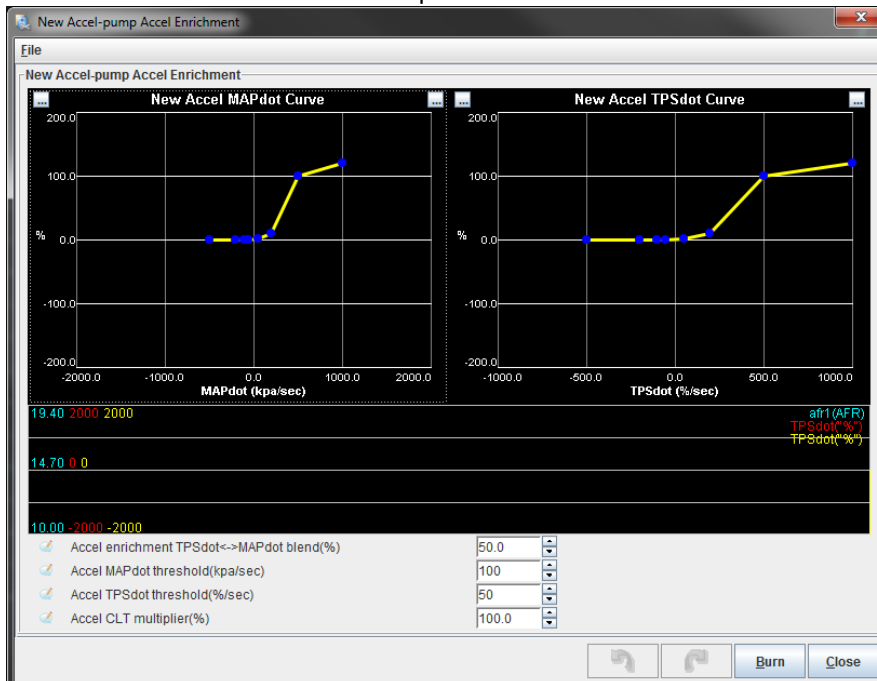 New Accel-pump Accel Enrichment
File
New Accel-pump Accel Enrichment
... New Accel MAPdot Curve ...
200.0
100.0
% 0.0
-100.0
-200.0
-2000.0 -1000.0 0.0 1000.0 2000.0
MAPdot (kpa/sec)
... New Accel TPSdot Curve ...
200.0
100.0
% 0.0
-100.0
-200.0
-1000.0 -500.0 0.0 500.0 1000.0
TPSdot (%/sec)
19.40 2000 2000 afr1(AFR)
TPSdot("%")
TPSdot("%")
14.70 0 0
10.00 -2000 -2000
Accel enrichment TPSdot<->MAPdot blend(%) 50.0
Accel MAPdot threshold(kpa/sec) 100
Accel TPSdot threshold(%/sec) 50
Accel CLT multiplier(%) 100.0
Burn Close